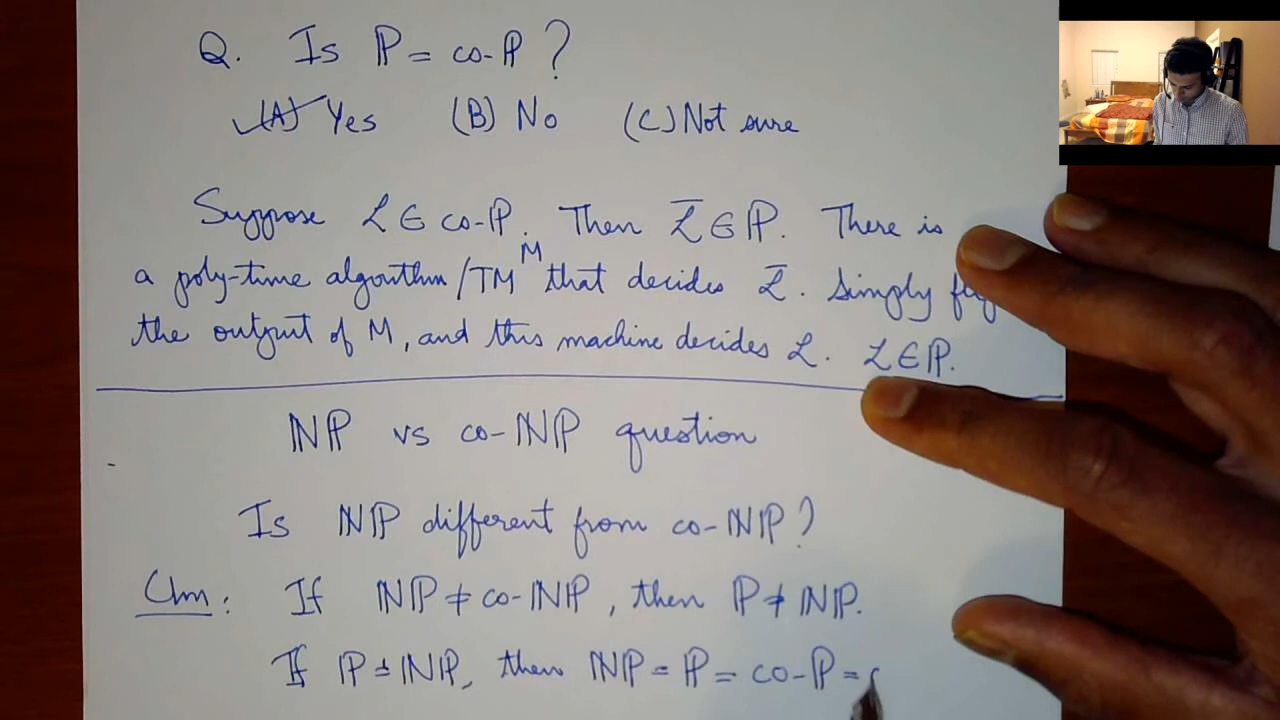 Q. Is P = co-P ?
(A) Yes (B) No (C) Not sure
Suppose L ∈ co-P. Then L̅ ∈ P. There is
a poly-time algorithm/TM M that decides L̅. Simply
the output of M, and this machine decides L. L ∈ P.
NP vs co-NP question
Is NP different from co-NP?
Clm: If NP ≠ co-NP, then P ≠ NP.
If P = NP, then NP = P = co-P =